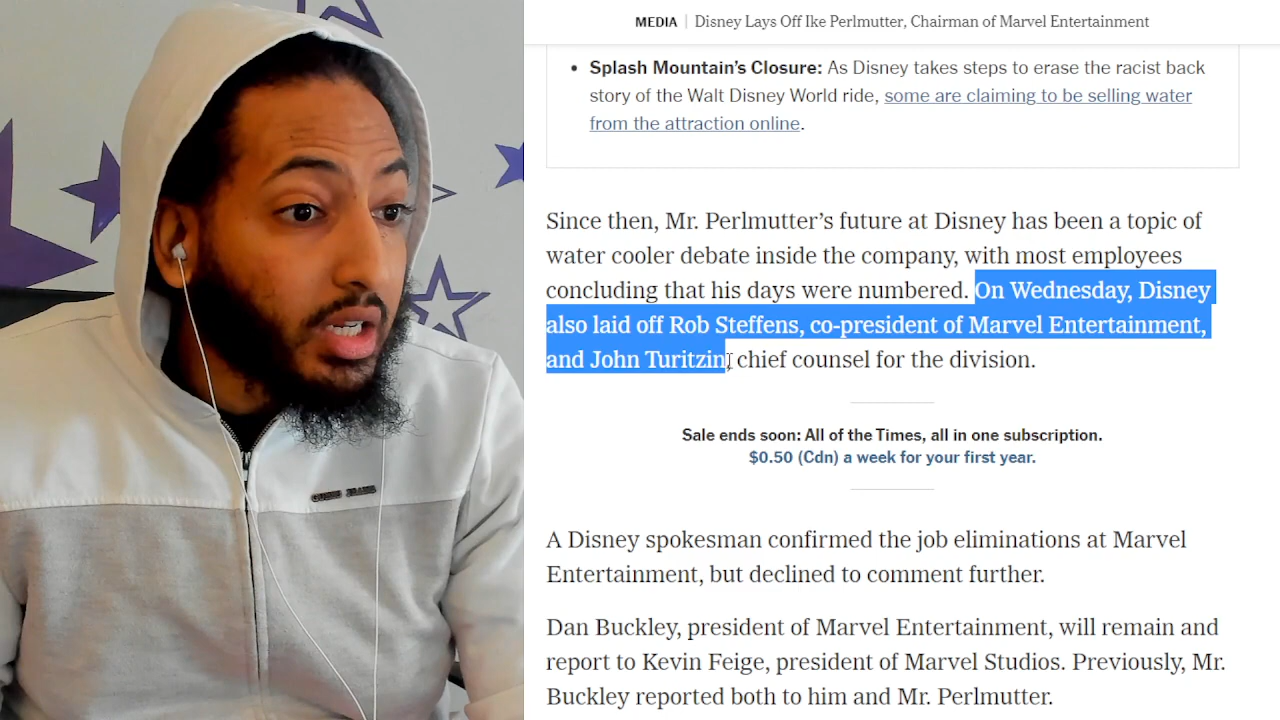 MEDIA | Disney Lays Off Ike Perlmutter, Chairman of Marvel Entertainment
• Splash Mountain’s Closure: As Disney takes steps to erase the racist back
story of the Walt Disney World ride, some are claiming to be selling water
from the attraction online.
Since then, Mr. Perlmutter’s future at Disney has been a topic of
water cooler debate inside the company, with most employees
concluding that his days were numbered. On Wednesday, Disney
also laid off Rob Steffens, co-president of Marvel Entertainment,
and John Turitzin, chief counsel for the division.
Sale ends soon: All of the Times, all in one subscription.
$0.50 (Cdn) a week for your first year.
A Disney spokesman confirmed the job eliminations at Marvel
Entertainment, but declined to comment further.
Dan Buckley, president of Marvel Entertainment, will remain and
report to Kevin Feige, president of Marvel Studios. Previously, Mr.
Buckley reported both to him and Mr. Perlmutter.